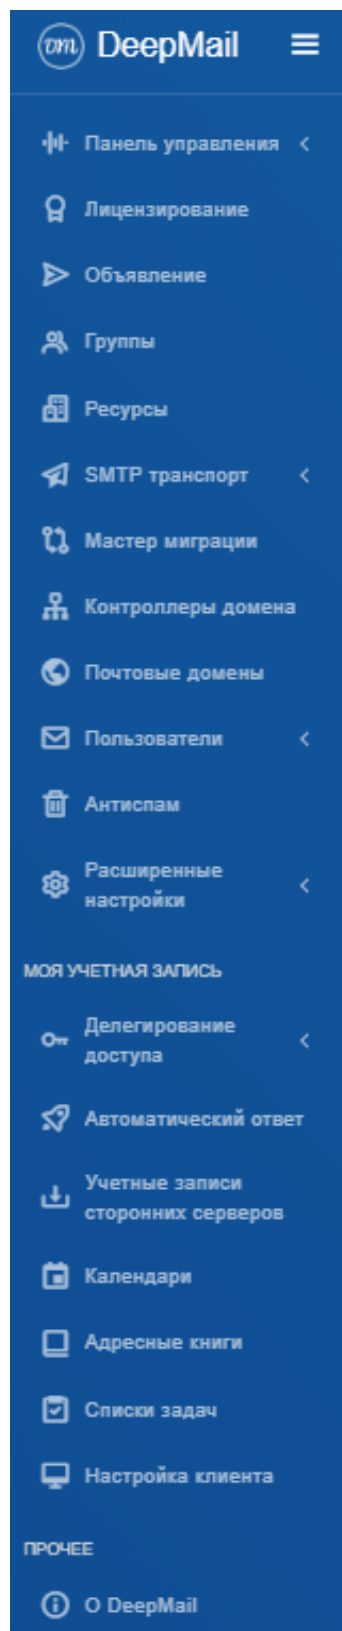 DeepMail
Панель управления
Лицензирование
Объявление
Группы
Ресурсы
SMTP транспорт
Мастер миграции
Контроллеры домена
Почтовые домены
Пользователи
Антиспам
Расширенные
настройки
МОЯ УЧЕТНАЯ ЗАПИСЬ
Делегирование
доступа
Автоматический ответ
Учетные записи
сторонних серверов
Календари
Адресные книги
Списки задач
Настройка клиента
ПРОЧЕЕ
О DeepMail